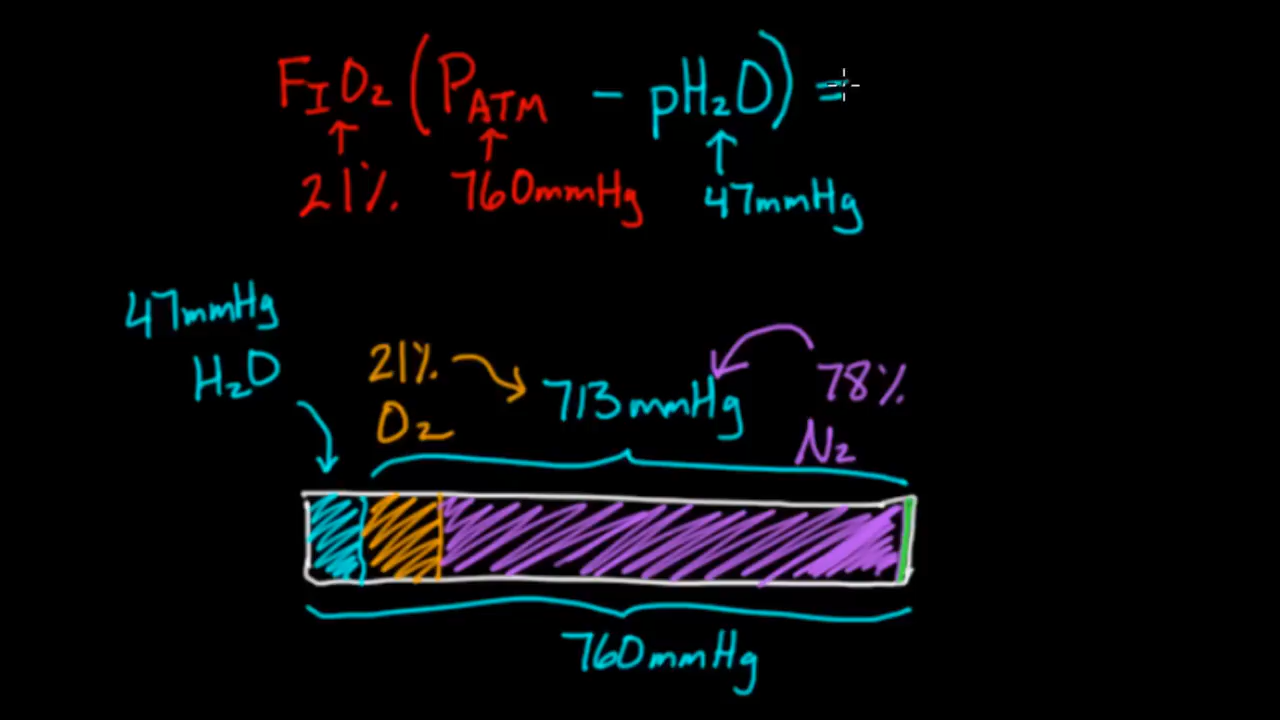 FIO2 (PATM - pH2O) =
21% 760mmHg 47mmHg
47mmHg
H2O
21%
O2
713mmHg
78%
N2
760mmHg